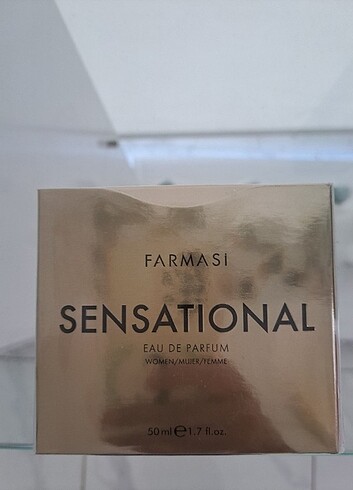 FARMASİ
SENSATIONAL
EAU DE PARFUM
WOMEN/MUJER/FEMME
50 ml ℮ 1.7 fl.oz.